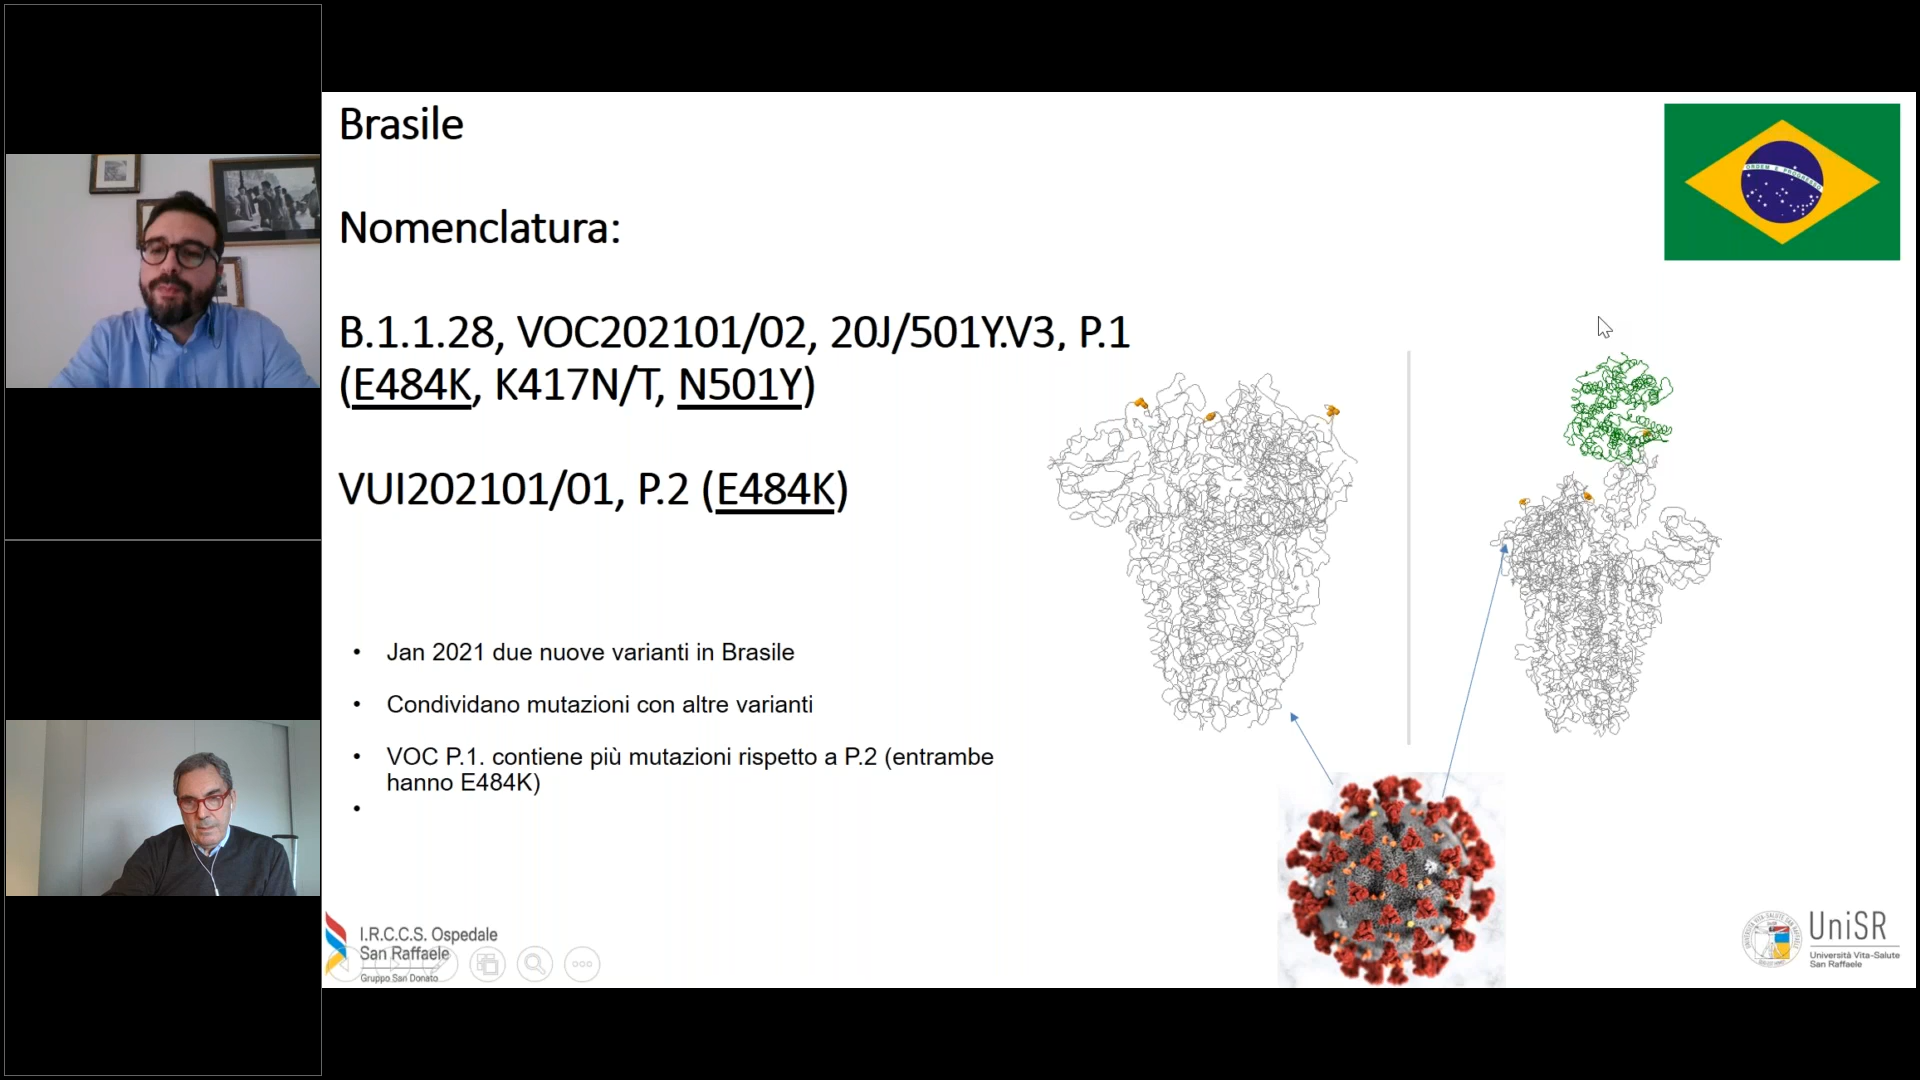 Brasile
ORDEM E PROGRESSO
Nomenclatura:
B.1.1.28, VOC202101/02, 20J/501Y.V3, P.1
(E484K, K417N/T, N501Y)
VUI202101/01, P.2 (E484K)
• Jan 2021 due nuove varianti in Brasile
• Condividano mutazioni con altre varianti
• VOC P.1. contiene più mutazioni rispetto a P.2 (entrambe
hanno E484K)
•
I.R.C.C.S. Ospedale
San Raffaele
Gruppo San Donato
UniSR
Università Vita-Salute
San Raffaele